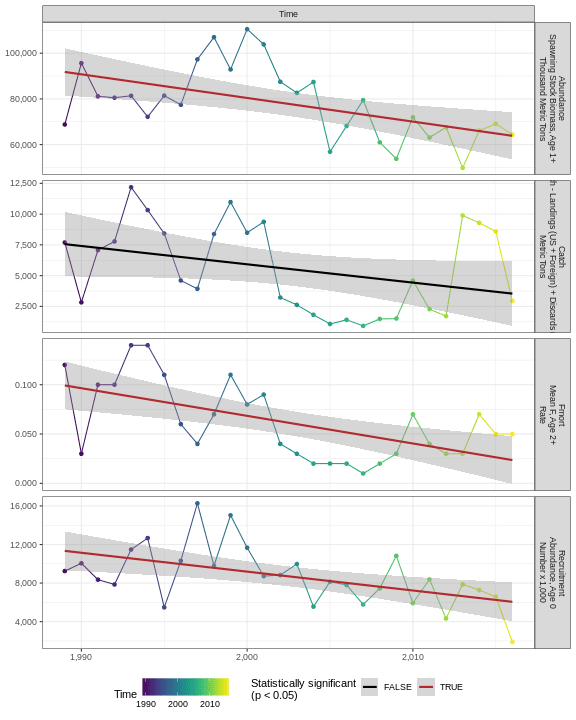 Time
100,000
80,000
60,000
Abundance
Spawning Stock Biomass, Age 1+
Thousand Metric Tons
12,500
10,000
7,500
5,000
2,500
Catch
h - Landings (US + Foreign) + Discards
Metric Tons
0.100
0.050
0.000
Fmort
Mean F, Age 2+
Rate
16,000
12,000
8,000
4,000
Recruitment
Abundance, Age 0
Number x 1,000
1,990
2,000
2,010
Time
1990 2000 2010
Statistically significant
(p < 0.05)
FALSE
TRUE